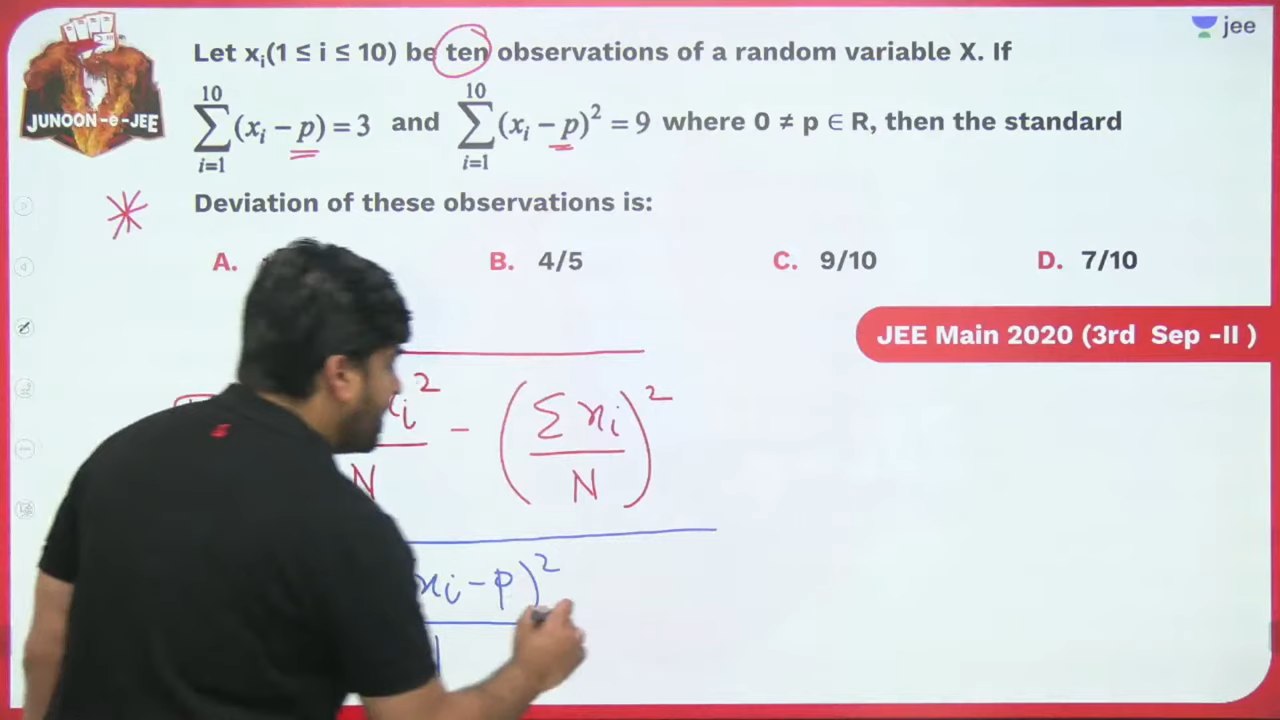 jee
JUNOON-e-JEE
Let xᵢ(1 ≤ i ≤ 10) be ten observations of a random variable X. If
∑_{i=1}^{10} (xᵢ − p) = 3 and ∑_{i=1}^{10} (xᵢ − p)² = 9 where 0 ≠ p ∈ R, then the standard
Deviation of these observations is:
A. B. 4/5 C. 9/10 D. 7/10
JEE Main 2020 (3rd Sep -II )
xᵢ² / N − (Σxᵢ / N)²
xᵢ − p)²